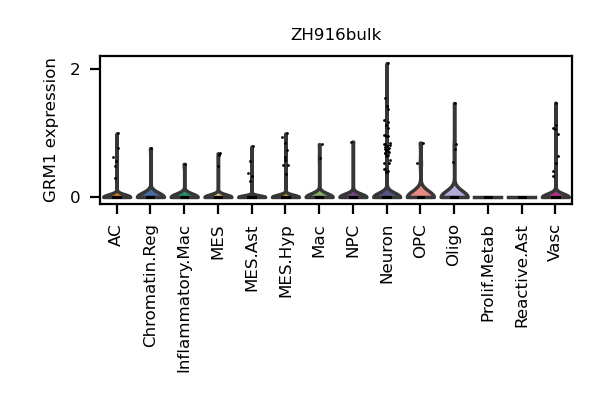 ZH916bulk
GRM1 expression
2
0
AC
Chromatin.Reg
Inflammatory.Mac
MES
MES.Ast
MES.Hyp
Mac
NPC
Neuron
OPC
Oligo
Prolif.Metab
Reactive.Ast
Vasc